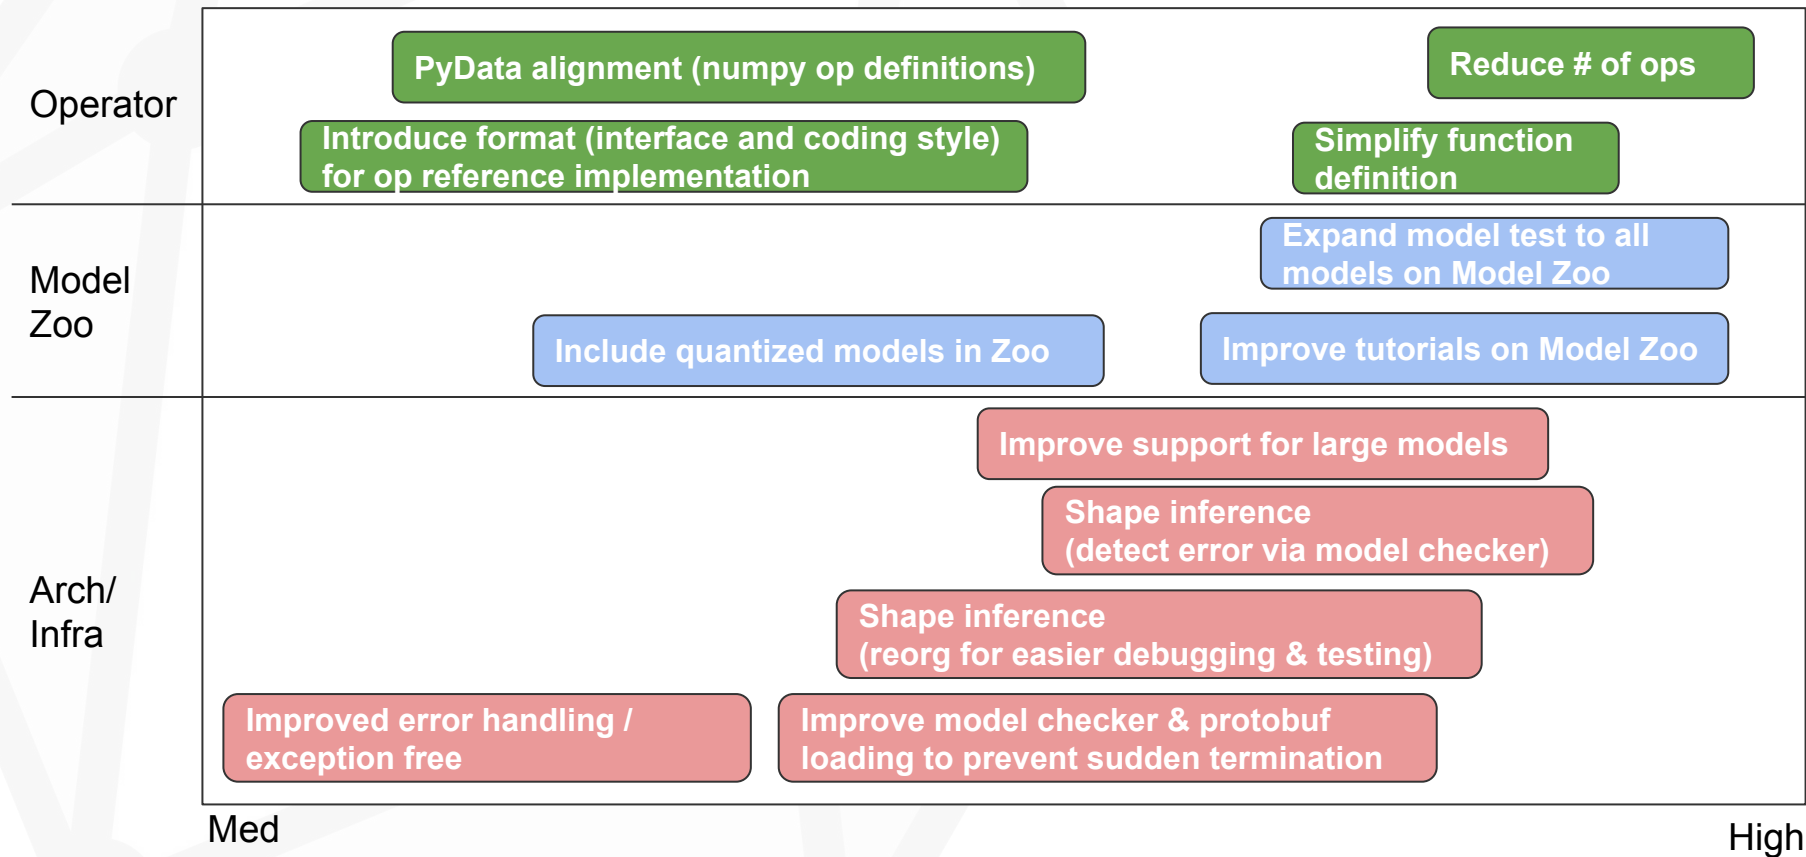 Operator
PyData alignment (numpy op definitions)
Reduce # of ops
Introduce format (interface and coding style)
for op reference implementation
Simplify function
definition
Model
Zoo
Expand model test to all
models on Model Zoo
Include quantized models in Zoo
Improve tutorials on Model Zoo
Arch/
Infra
Improve support for large models
Shape inference
(detect error via model checker)
Shape inference
(reorg for easier debugging & testing)
Improved error handling /
exception free
Improve model checker & protobuf
loading to prevent sudden termination
Med
High